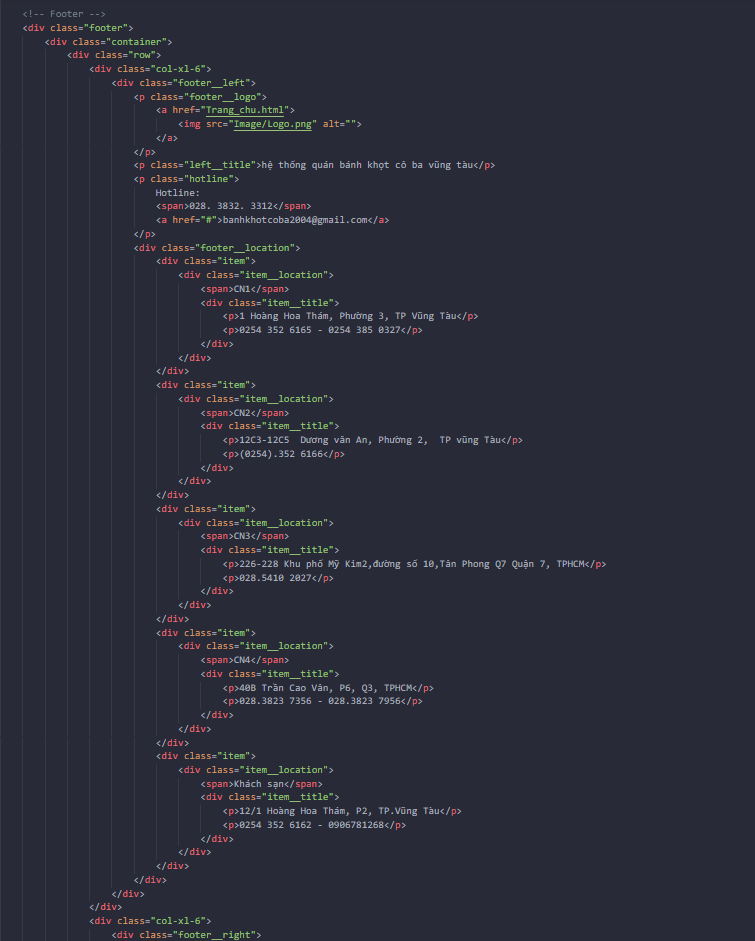 <!-- Footer -->
<div class="footer">
<div class="container">
<div class="row">
<div class="col-xl-6">
<div class="footer__left">
<p class="footer__logo">
<a href="Trang_chu.html">
<img src="Image/Logo.png" alt="">
</a>
</p>
<p class="left__title">hệ thống quán bánh khọt cô ba vũng tàu</p>
<p class="hotline">
Hotline:
<span>028. 3832. 3312</span>
<a href="#">banhkhotcoba2004@gmail.com</a>
</p>
<div class="footer__location">
<div class="item">
<div class="item__location">
<span>CN1</span>
<div class="item__title">
<p>1 Hoàng Hoa Thám, Phường 3, TP Vũng Tàu</p>
<p>0254 352 6165 - 0254 385 0327</p>
</div>
</div>
</div>
<div class="item">
<div class="item__location">
<span>CN2</span>
<div class="item__title">
<p>12C3-12C5  Dương vân An, Phường 2,  TP vũng Tàu</p>
<p>(0254).352 6166</p>
</div>
</div>
</div>
<div class="item">
<div class="item__location">
<span>CN3</span>
<div class="item__title">
<p>226-228 Khu phố Mỹ Kim2,đường số 10,Tân Phong Q7 Quận 7, TPHCM</p>
<p>028.5410 2027</p>
</div>
</div>
</div>
<div class="item">
<div class="item__location">
<span>CN4</span>
<div class="item__title">
<p>40B Trần Cao Vân, P6, Q3, TPHCM</p>
<p>028.3823 7356 - 028.3823 7956</p>
</div>
</div>
</div>
<div class="item">
<div class="item__location">
<span>Khách sạn</span>
<div class="item__title">
<p>12/1 Hoàng Hoa Thám, P2, TP.Vũng Tàu</p>
<p>0254 352 6162 - 0906781268</p>
</div>
</div>
</div>
</div>
</div>
</div>
<div class="col-xl-6">
<div class="footer__right">